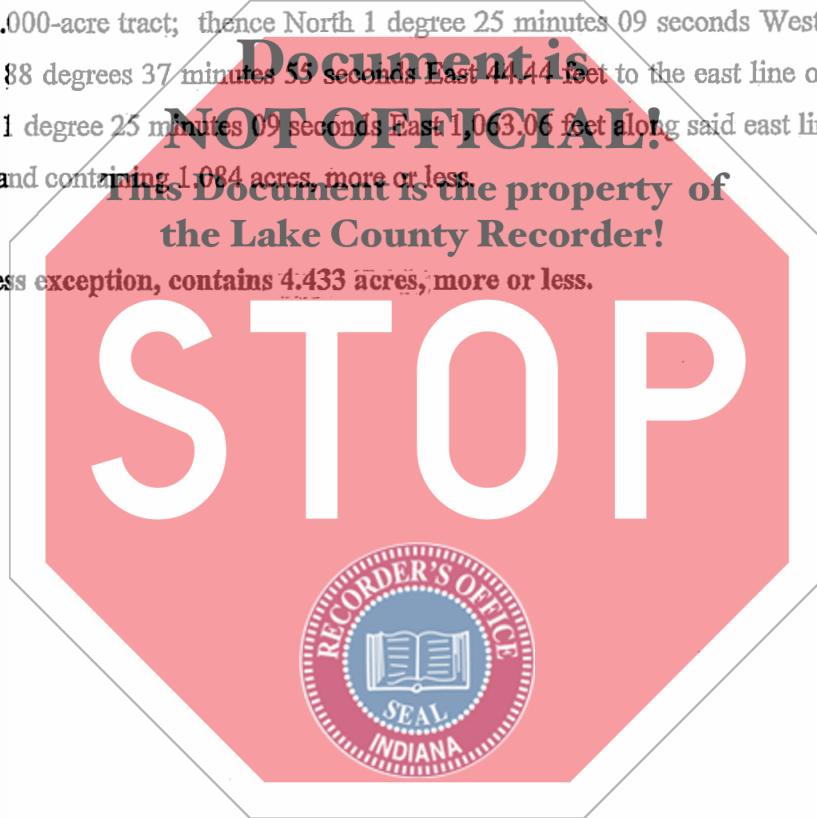 .000-acre tract; thence North 1 degree 25 minutes 09 seconds West
Document is
88 degrees 37 minutes 55 seconds East 44.44 feet to the east line o
NOT OFFICIAL!
1 degree 25 minutes 09 seconds East 1,063.06 feet along said east li
and containing 1.084 acres, more or less.
This Document is the property of
the Lake County Recorder!
ess exception, contains 4.433 acres, more or less.
STOP
RECORDER'S OFFICE
SEAL
INDIANA